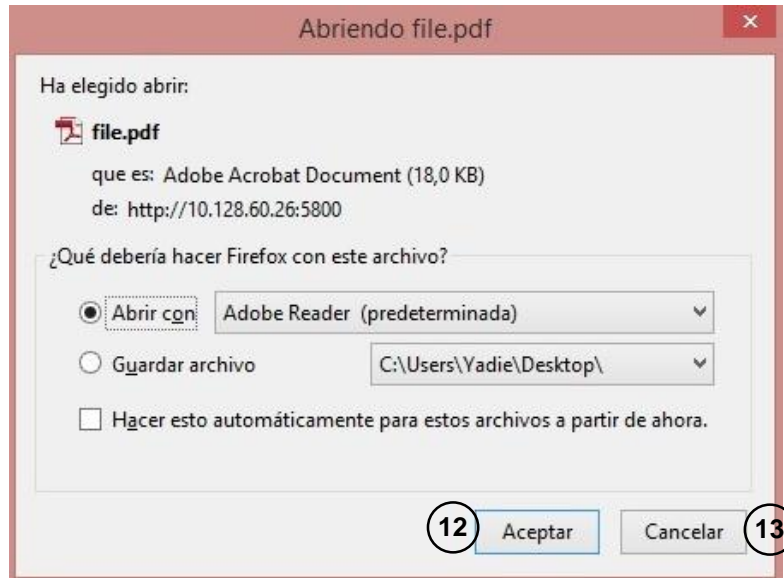 Abriendo file.pdf
Ha elegido abrir:
file.pdf
que es: Adobe Acrobat Document (18,0 KB)
de: http://10.128.60.26:5800
¿Qué debería hacer Firefox con este archivo?
Abrir con Adobe Reader (predeterminada)
Guardar archivo C:\Users\Yadie\Desktop\
Hacer esto automáticamente para estos archivos a partir de ahora.
12 Aceptar Cancelar 13